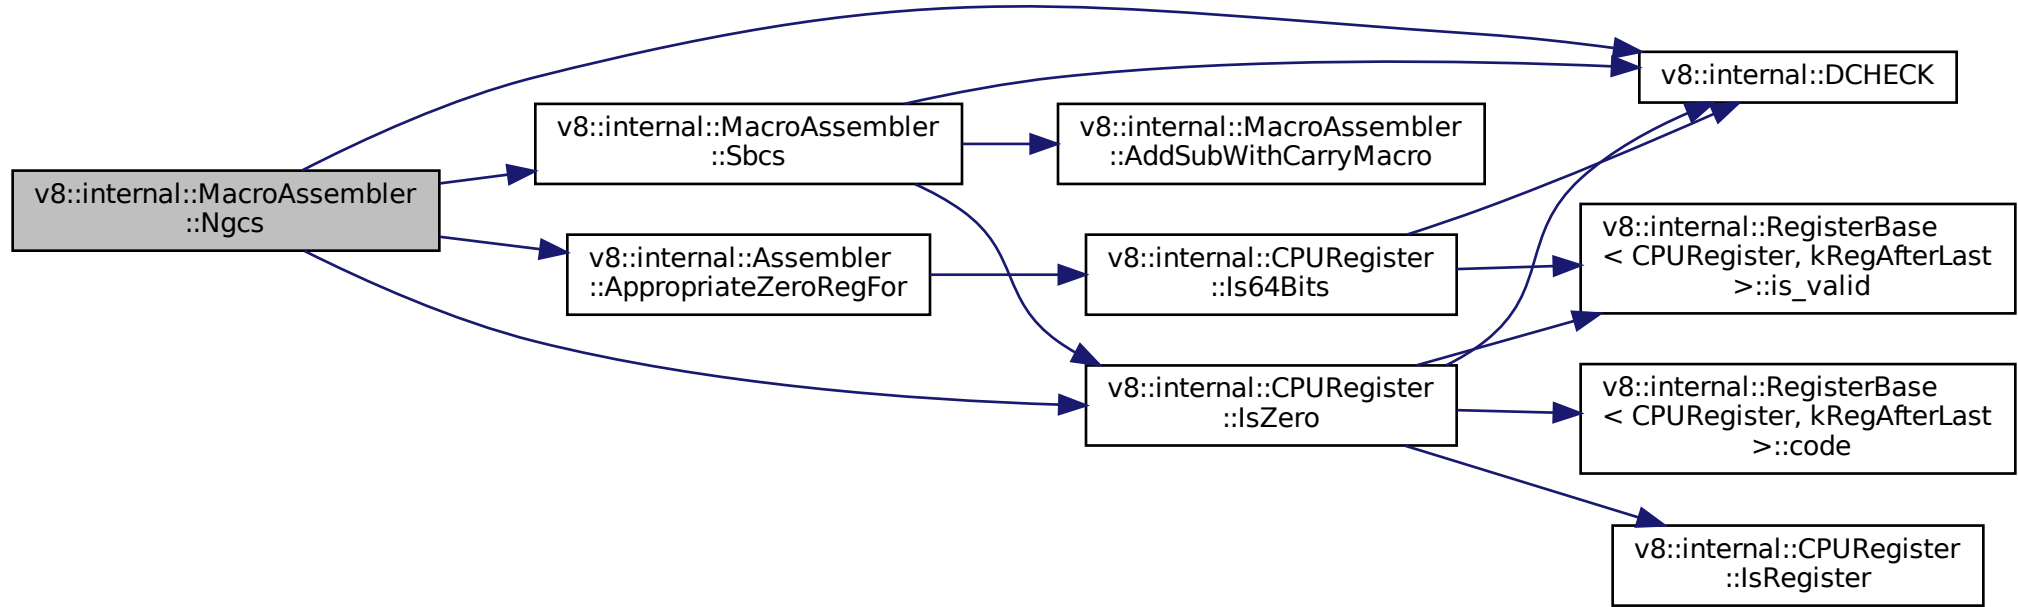 v8::internal::MacroAssembler
::Ngcs
v8::internal::MacroAssembler
::Sbcs
v8::internal::Assembler
::AppropriateZeroRegFor
v8::internal::MacroAssembler
::AddSubWithCarryMacro
v8::internal::CPURegister
::Is64Bits
v8::internal::CPURegister
::IsZero
v8::internal::DCHECK
v8::internal::RegisterBase
< CPURegister, kRegAfterLast
>::is_valid
v8::internal::RegisterBase
< CPURegister, kRegAfterLast
>::code
v8::internal::CPURegister
::IsRegister